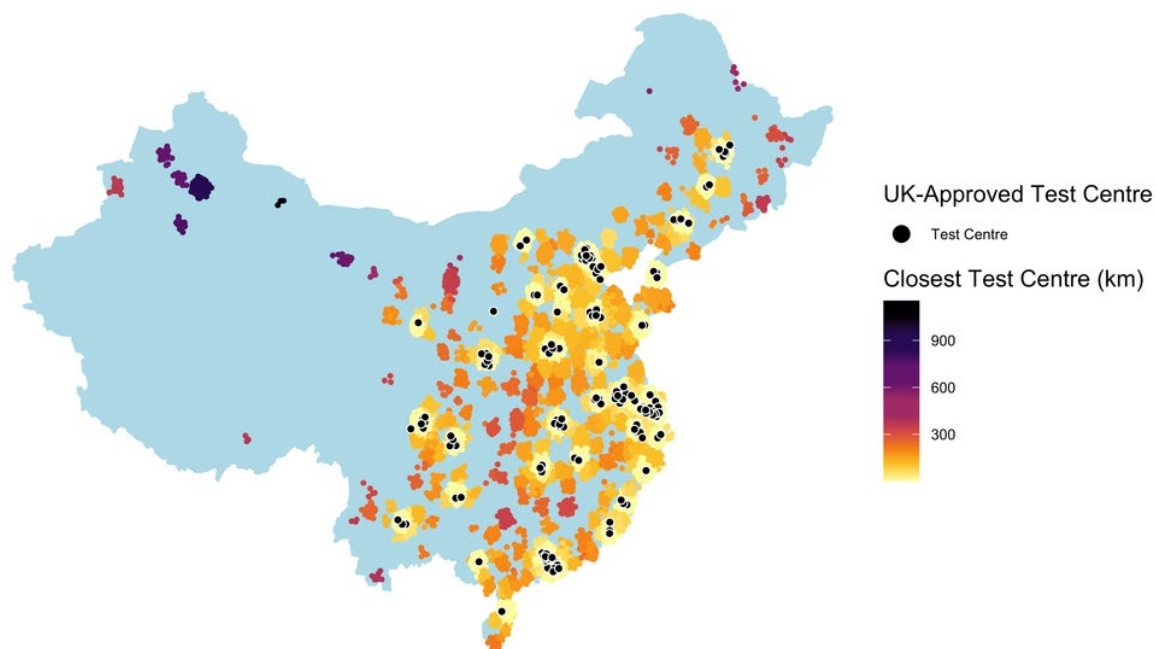 UK-Approved Test Centre
Test Centre
Closest Test Centre (km)
900
600
300